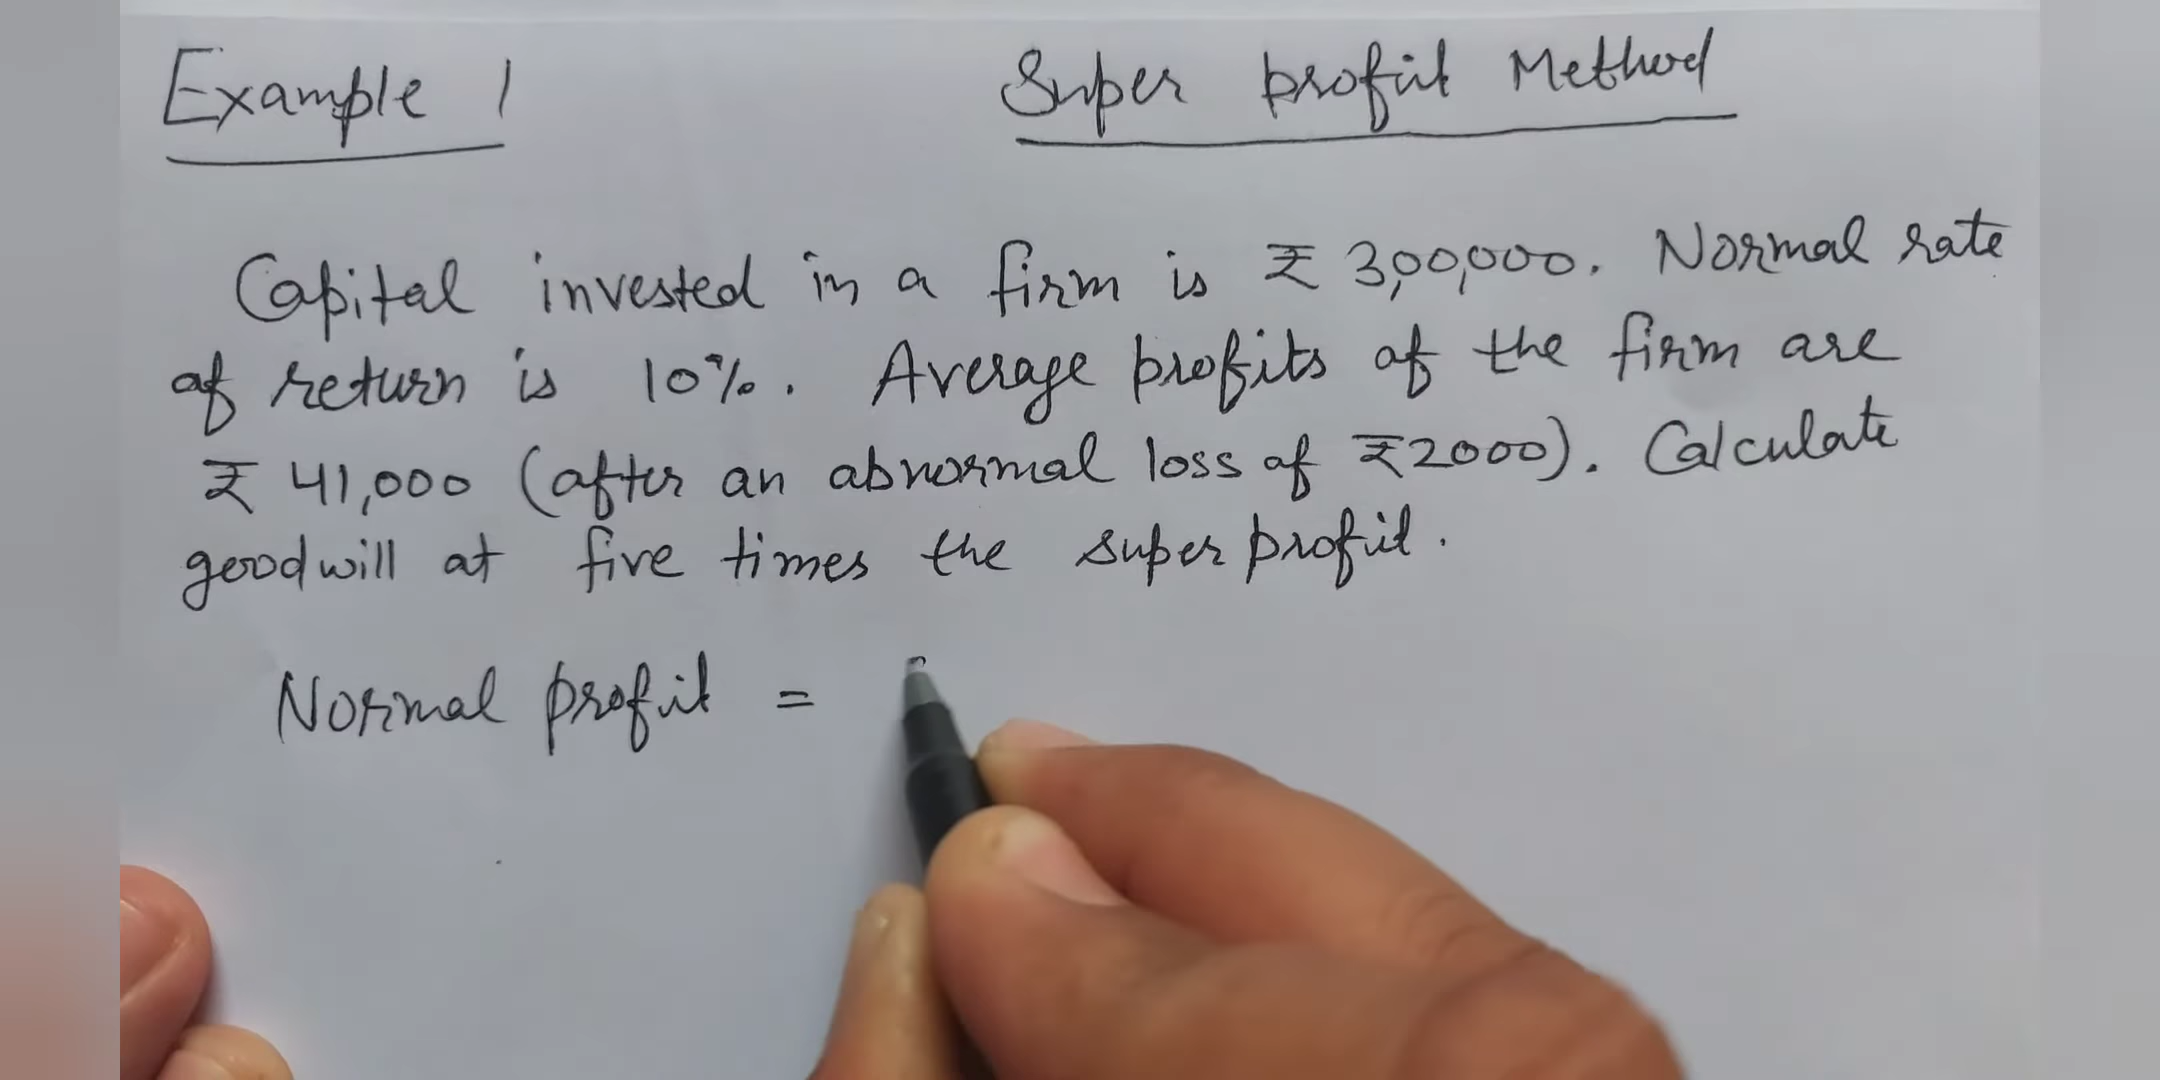 Example 1
Super profit Method
Capital invested in a firm is ₹ 3,00,000. Normal rate
of return is 10%. Average profits of the firm are
₹ 41,000 (after an abnormal loss of ₹2000). Calculate
goodwill at five times the super profit.
Normal profit =